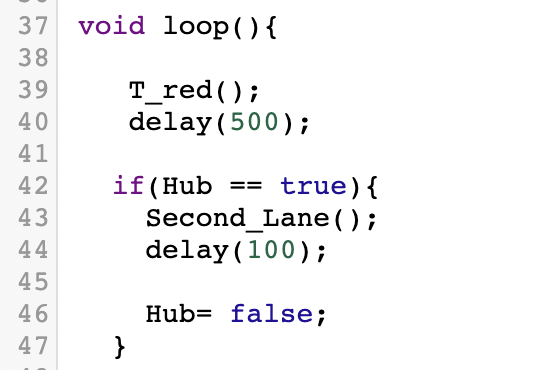 37 void loop(){
38
39 T_red();
40 delay(500);
41
42 if(Hub == true){
43 Second_Lane();
44 delay(100);
45
46 Hub= false;
47 }